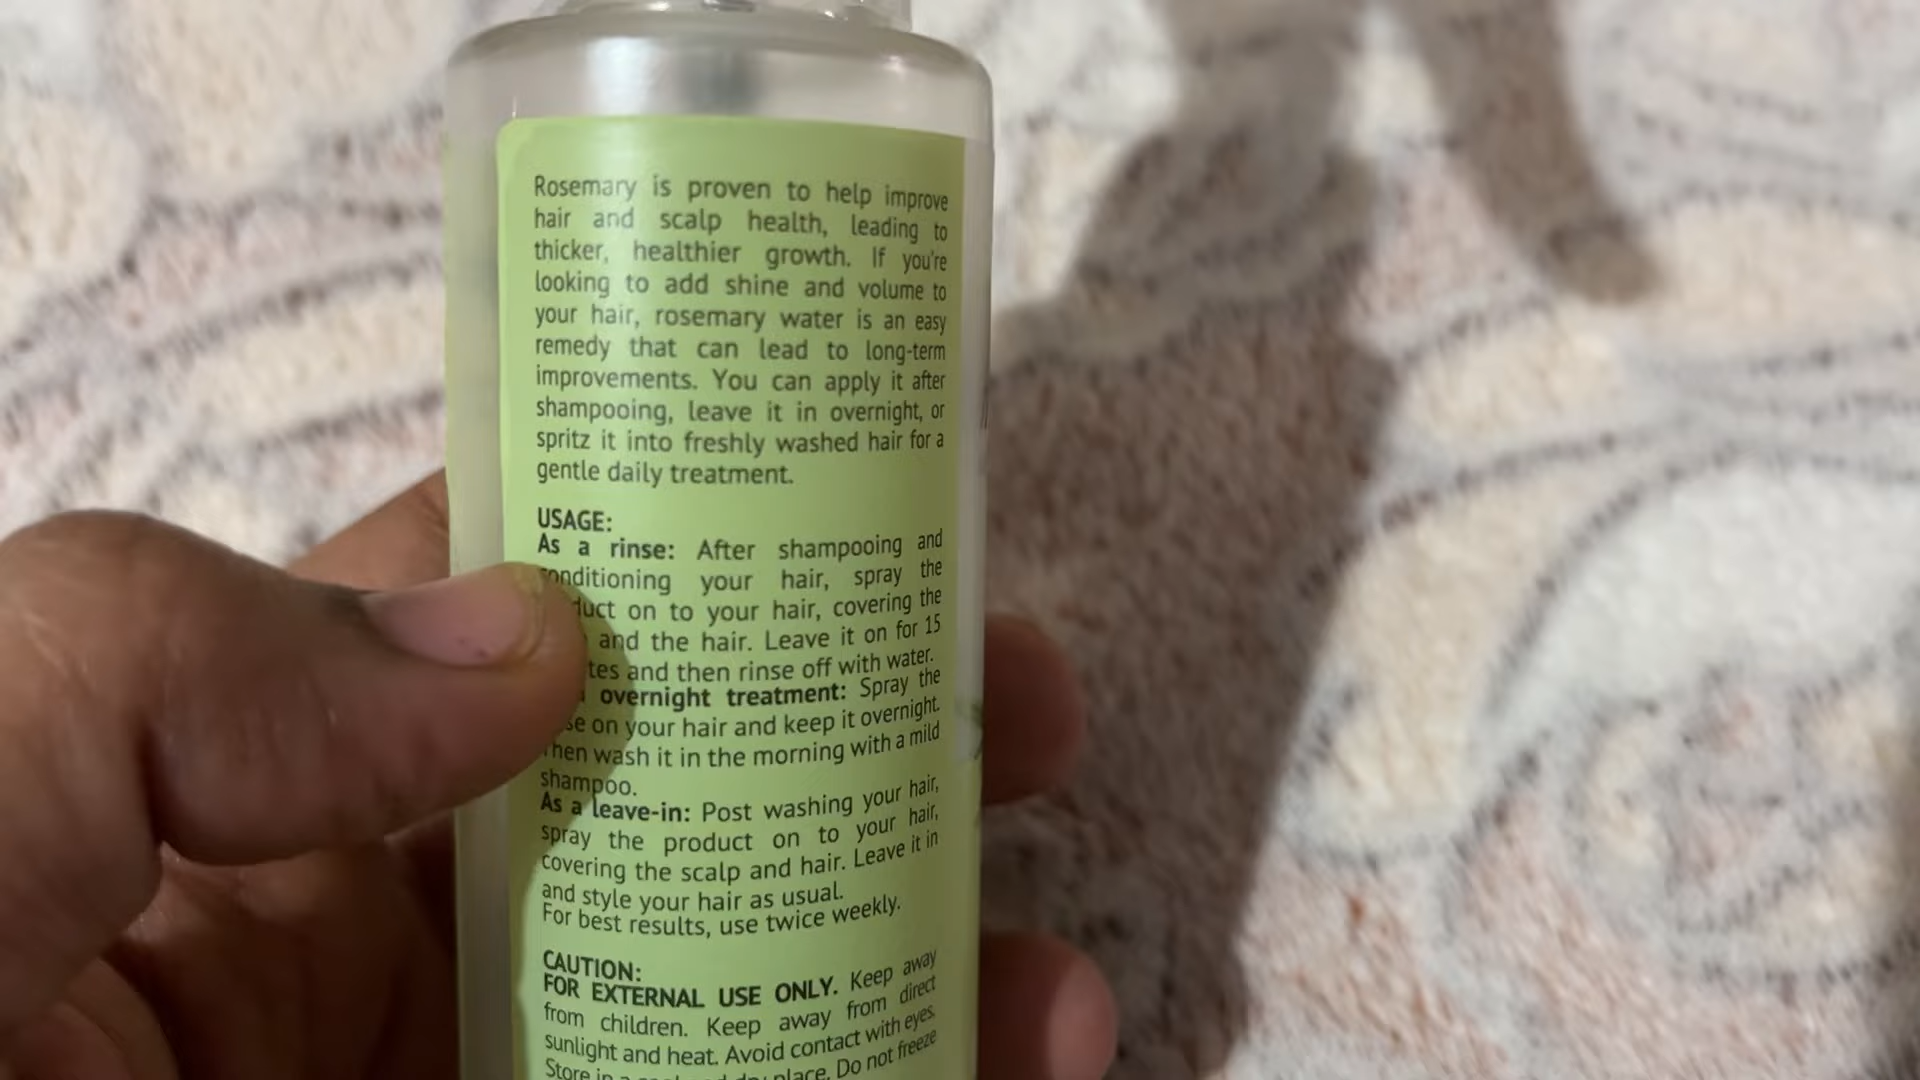 Rosemary is proven to help improve
hair and scalp health, leading to
thicker, healthier growth. If you're
looking to add shine and volume to
your hair, rosemary water is an easy
remedy that can lead to long-term
improvements. You can apply it after
shampooing, leave it in overnight, or
spritz it into freshly washed hair for a
gentle daily treatment.
USAGE:
As a rinse: After shampooing and
conditioning your hair, spray the
on to your hair, covering the
and the hair. Leave it on for 15
and then rinse off with water.
overnight treatment: Spray the
on your hair and keep it overnight.
Then wash it in the morning with a mild
shampoo.
As a leave-in: Post washing your hair,
spray the product on to your hair,
covering the scalp and hair. Leave it in
and style your hair as usual.
For best results, use twice weekly.
CAUTION:
FOR EXTERNAL USE ONLY. Keep away
from children. Keep away from direct
sunlight and heat. Avoid contact with eyes.
Store in a dry place. Do not freeze